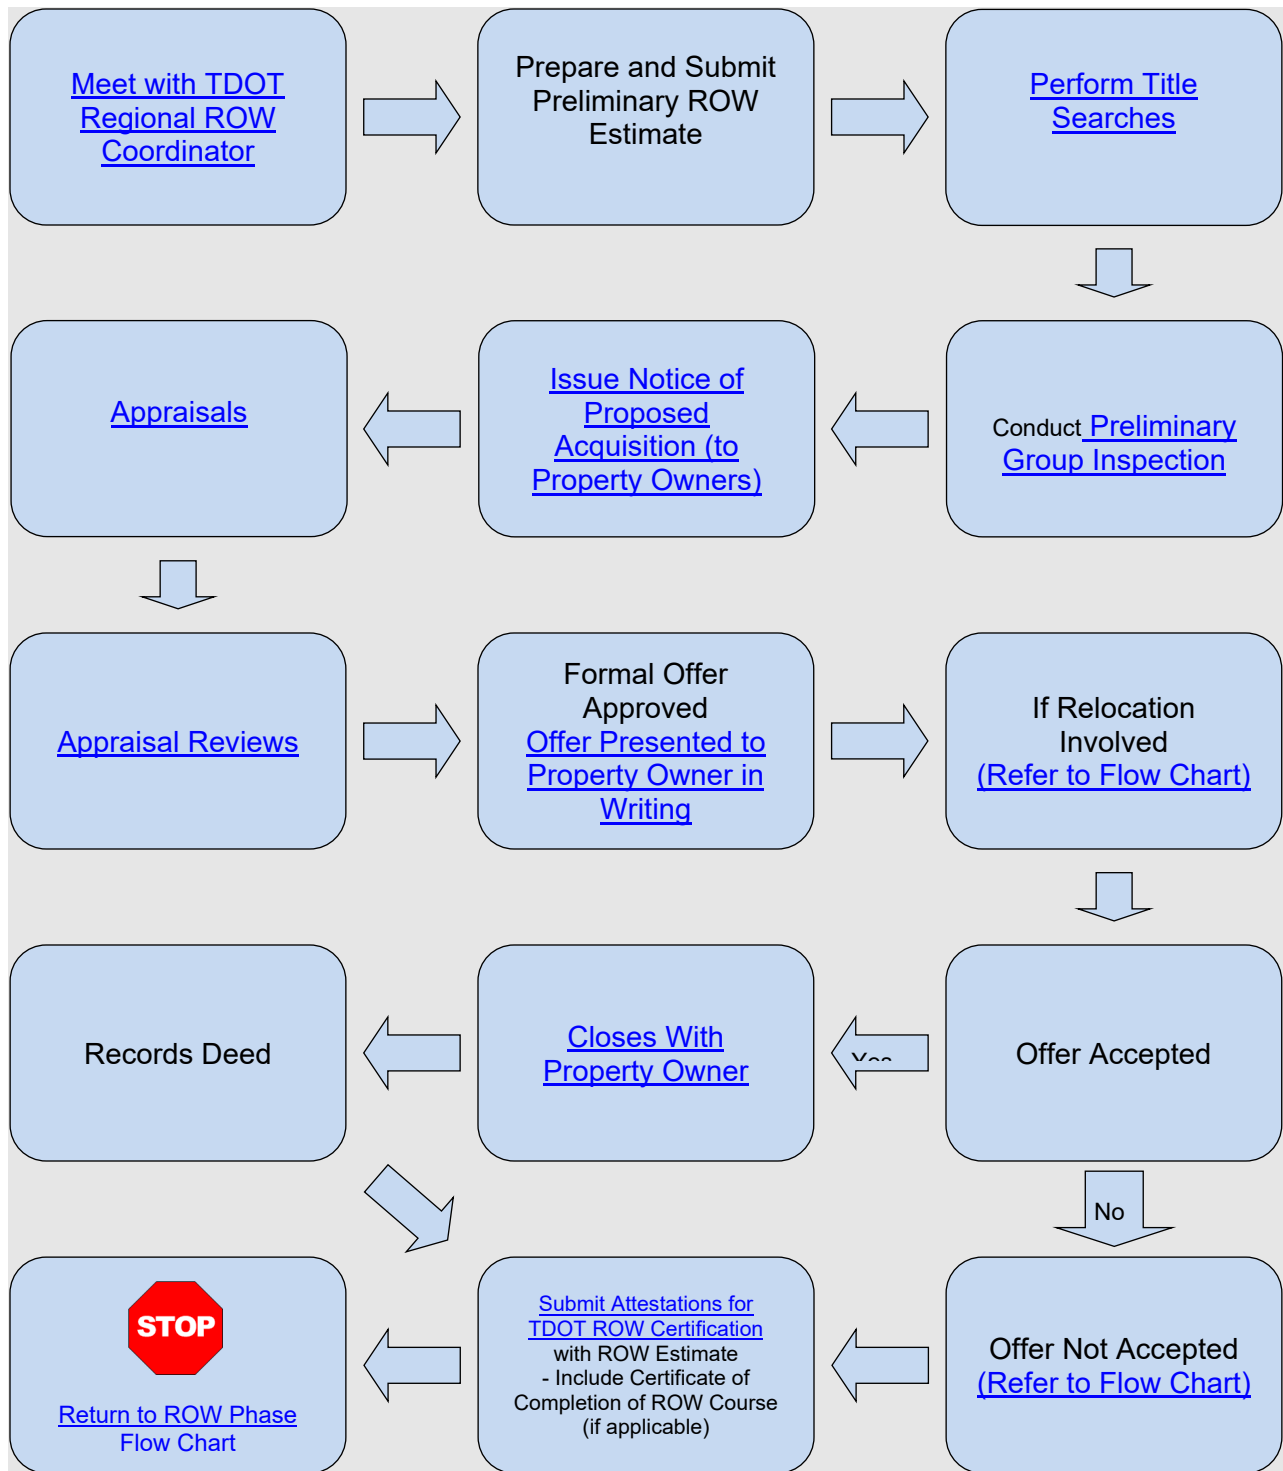 Meet with TDOT
Regional ROW
Coordinator
Prepare and Submit
Preliminary ROW
Estimate
Perform Title
Searches
Appraisals
Issue Notice of
Proposed
Acquisition (to
Property Owners)
Conduct Preliminary
Group Inspection
Appraisal Reviews
Formal Offer
Approved
Offer Presented to
Property Owner in
Writing
If Relocation
Involved
(Refer to Flow Chart)
Records Deed
Closes With
Property Owner
Yes
Offer Accepted
No
STOP
Return to ROW Phase
Flow Chart
Submit Attestations for
TDOT ROW Certification
with ROW Estimate
- Include Certificate of
Completion of ROW Course
(if applicable)
Offer Not Accepted
(Refer to Flow Chart)